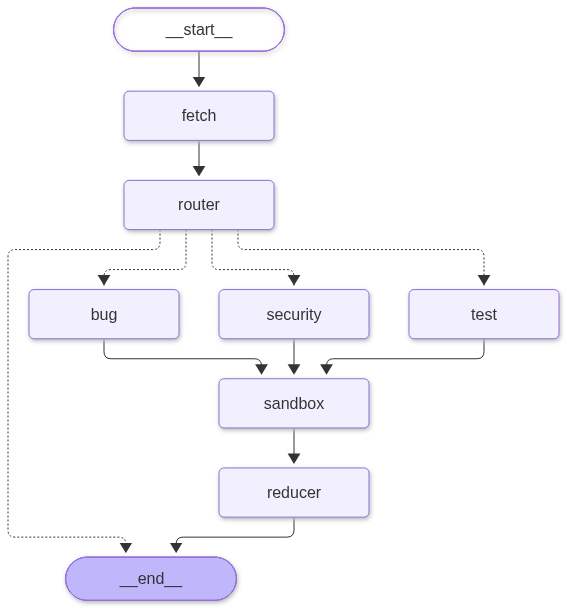 __start__
fetch
router
bug
security
test
sandbox
reducer
__end__